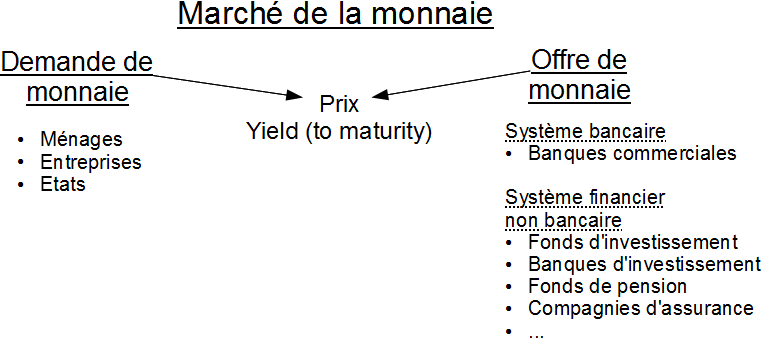 Marché de la monnaie
Demande de
monnaie
• Ménages
• Entreprises
• Etats
Prix
Yield (to maturity)
Offre de
monnaie
Système bancaire
• Banques commerciales
Système financier
non bancaire
• Fonds d'investissement
• Banques d'investissement
• Fonds de pension
• Compagnies d'assurance
• ...